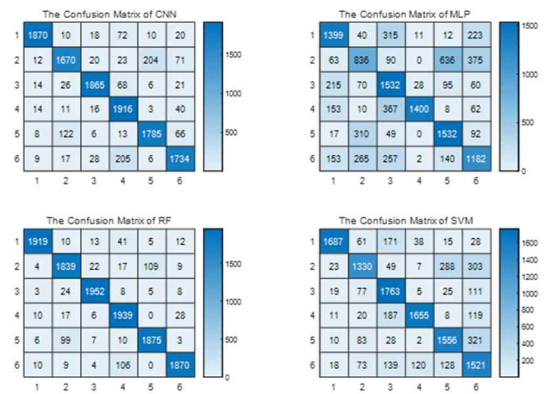 The Confusion Matrix of CNN
1 1870 10 18 72 10 20
2 12 1670 20 23 204 71
3 14 26 1865 68 6 21
4 14 11 16 1916 3 40
5 8 122 6 13 1785 66
6 9 17 28 205 6 1734
1 2 3 4 5 6
1500
1000
500
The Confusion Matrix of MLP
1 1399 40 315 11 12 223
2 63 836 90 0 636 375
3 215 70 1532 28 95 60
4 153 10 367 1400 8 62
5 17 310 49 0 1532 92
6 153 265 257 2 140 1182
1 2 3 4 5 6
1500
1000
500
0
The Confusion Matrix of RF
1 1919 10 13 41 5 12
2 4 1839 22 17 109 9
3 3 24 1952 8 5 8
4 10 17 6 1939 0 28
5 6 99 7 10 1875 3
6 10 9 4 106 0 1870
1 2 3 4 5 6
1500
1000
500
0
The Confusion Matrix of SVM
1 1687 61 171 38 15 28
2 23 1330 49 7 288 303
3 19 77 1763 5 25 111
4 11 20 187 1655 8 119
5 10 83 28 2 1556 321
6 18 73 139 120 128 1521
1 2 3 4 5 6
1600
1400
1200
1000
800
600
400
200